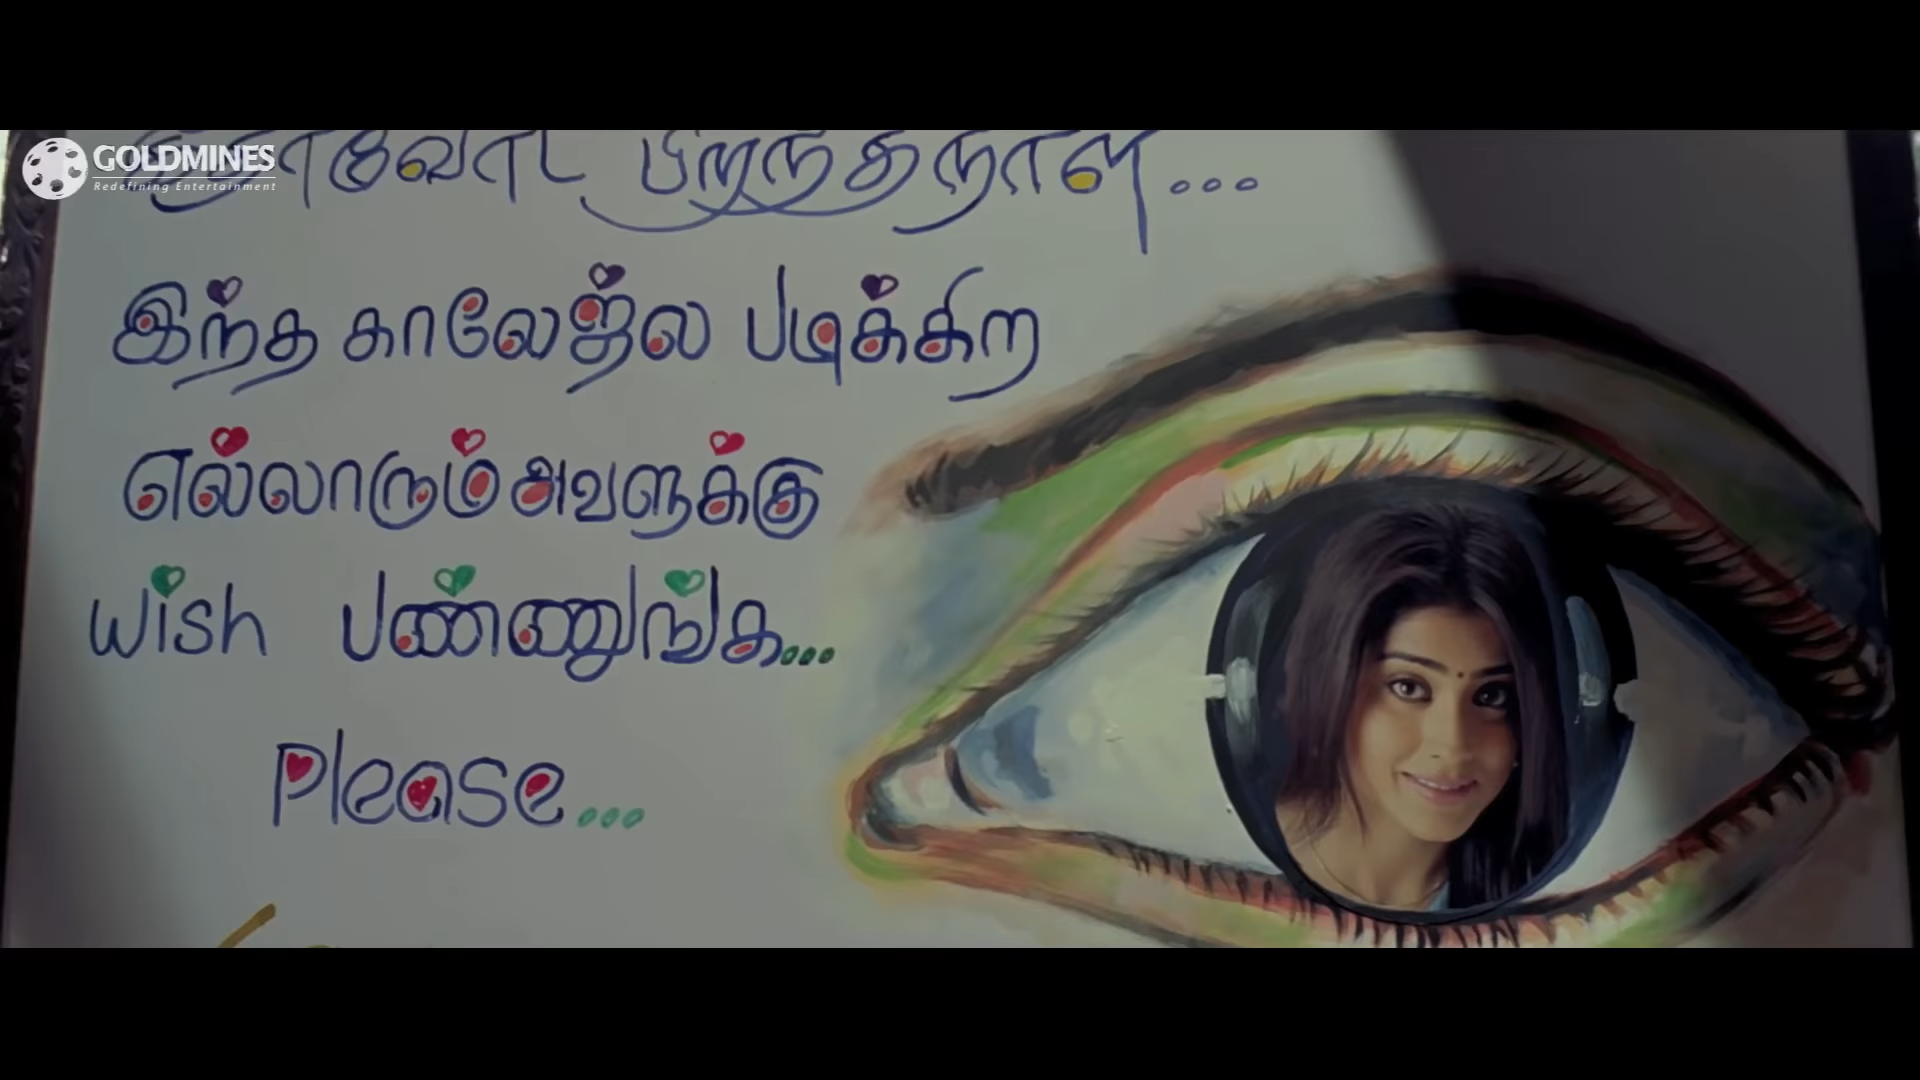 GOLDMINES
Redefining Entertainment
பிறந்தநாள்...
இந்த காலேஜ்ல படிக்கிற
எல்லாரும் அவளுக்கு
wish பண்ணுங்க...
Please...